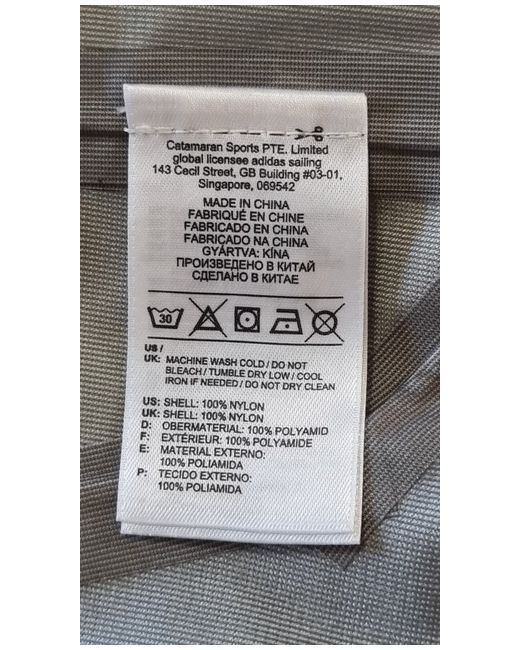 Catamaran Sports PTE. Limited
global licensee adidas sailing
143 Cecil Street, GB Building #03-01,
Singapore, 069542
MADE IN CHINA
FABRIQUÉ EN CHINE
FABRICADO EN CHINA
FABRICADO NA CHINA
GYÁRTVA: KÍNA
ПРОИЗВЕДЕНО В КИТАЙ
СДЕЛАНО В КИТАЕ
30
US /
UK: MACHINE WASH COLD / DO NOT
BLEACH / TUMBLE DRY LOW / COOL
IRON IF NEEDED / DO NOT DRY CLEAN
US: SHELL: 100% NYLON
UK: SHELL: 100% NYLON
D: OBERMATERIAL: 100% POLYAMID
F: EXTÉRIEUR: 100% POLYAMIDE
E: MATERIAL EXTERNO:
100% POLIAMIDA
P: TECIDO EXTERNO:
100% POLIAMIDA